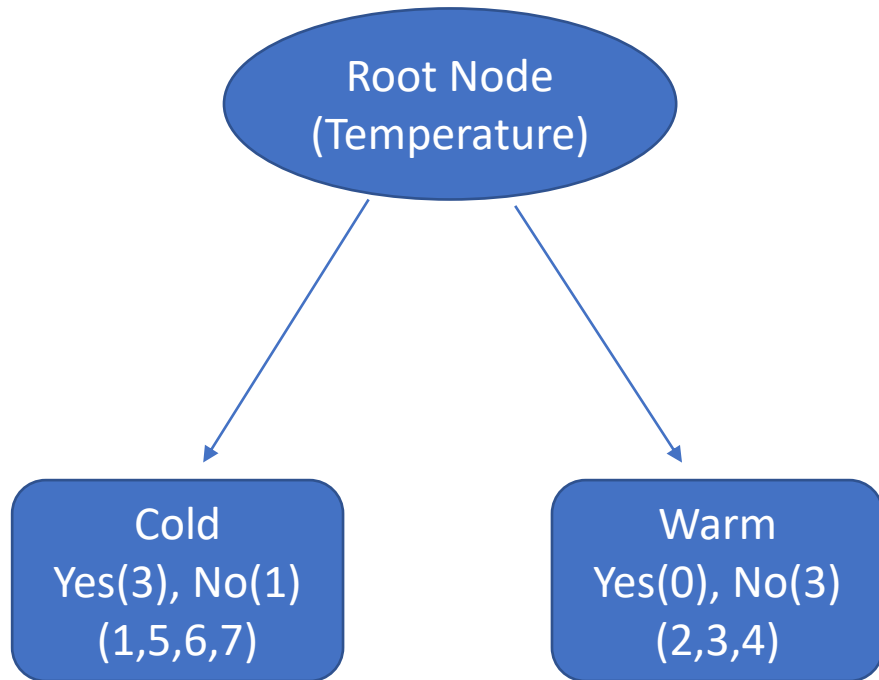 Root Node
(Temperature)
Cold
Yes(3), No(1)
(1,5,6,7)
Warm
Yes(0), No(3)
(2,3,4)